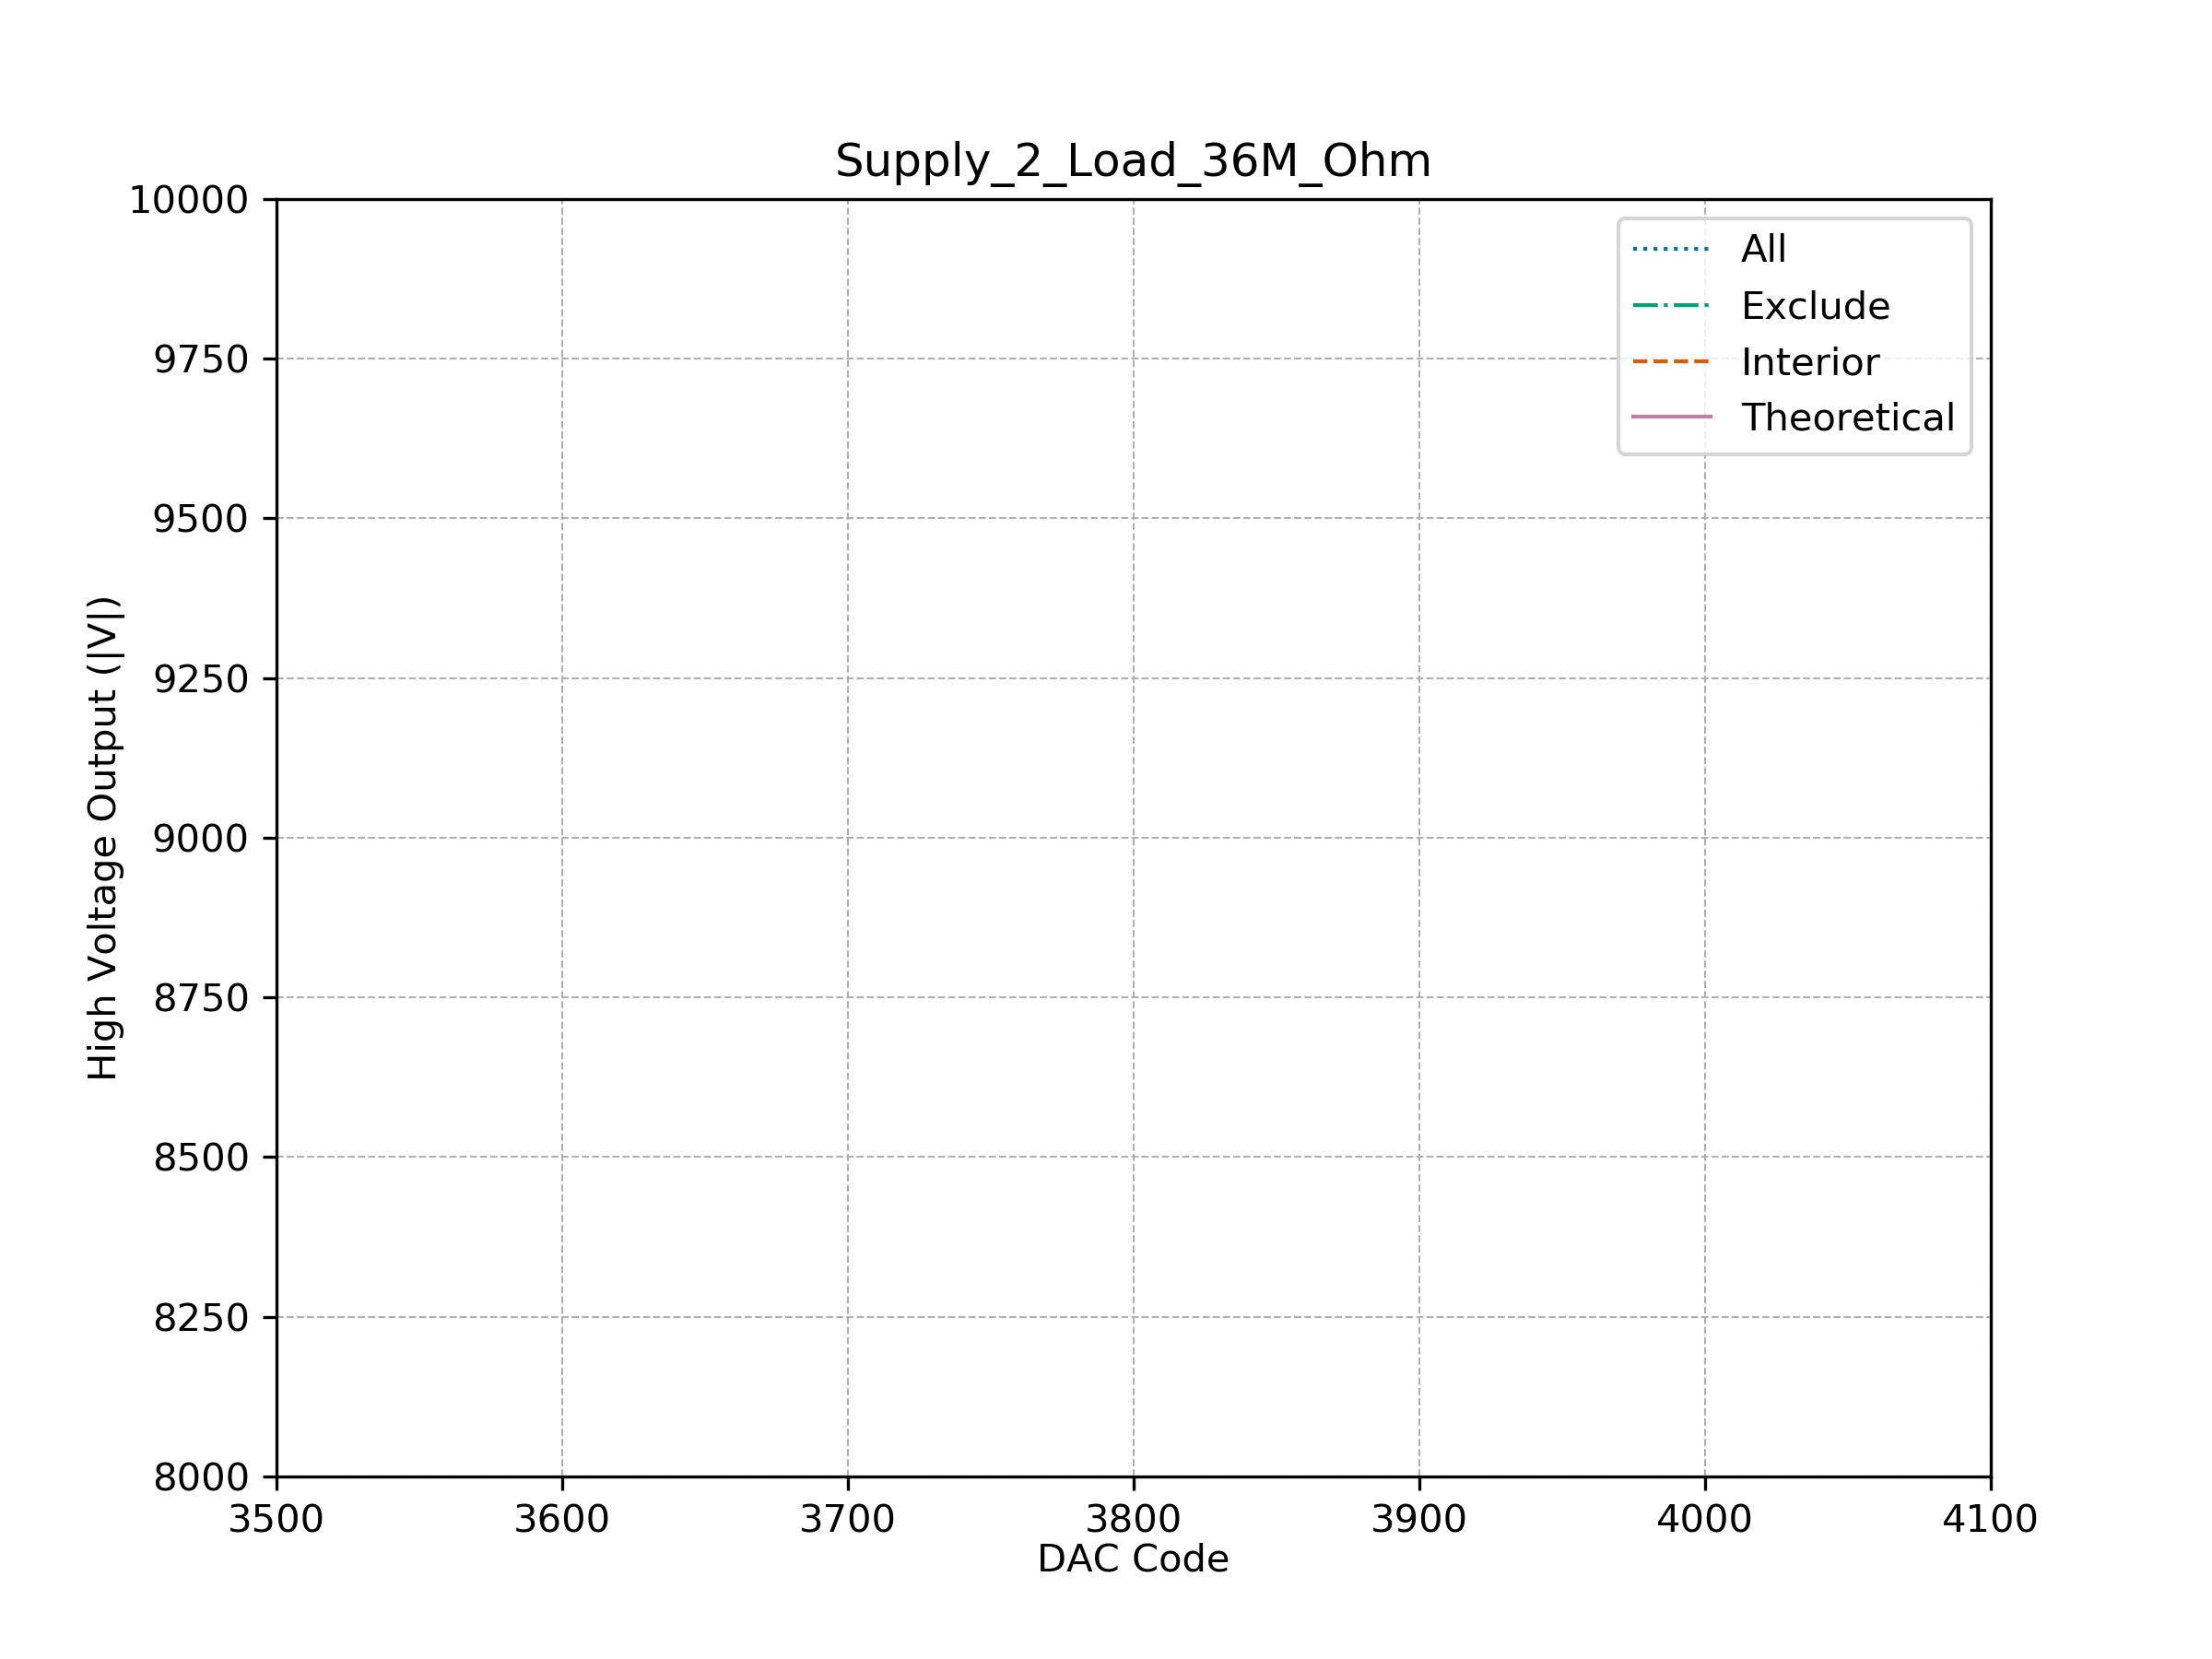 Supply_2_Load_36M_Ohm
10000
9750
9500
9250
9000
8750
8500
8250
8000
High Voltage Output (|V|)
All
Exclude
Interior
Theoretical
3500 3600 3700 3800 3900 4000 4100
DAC Code